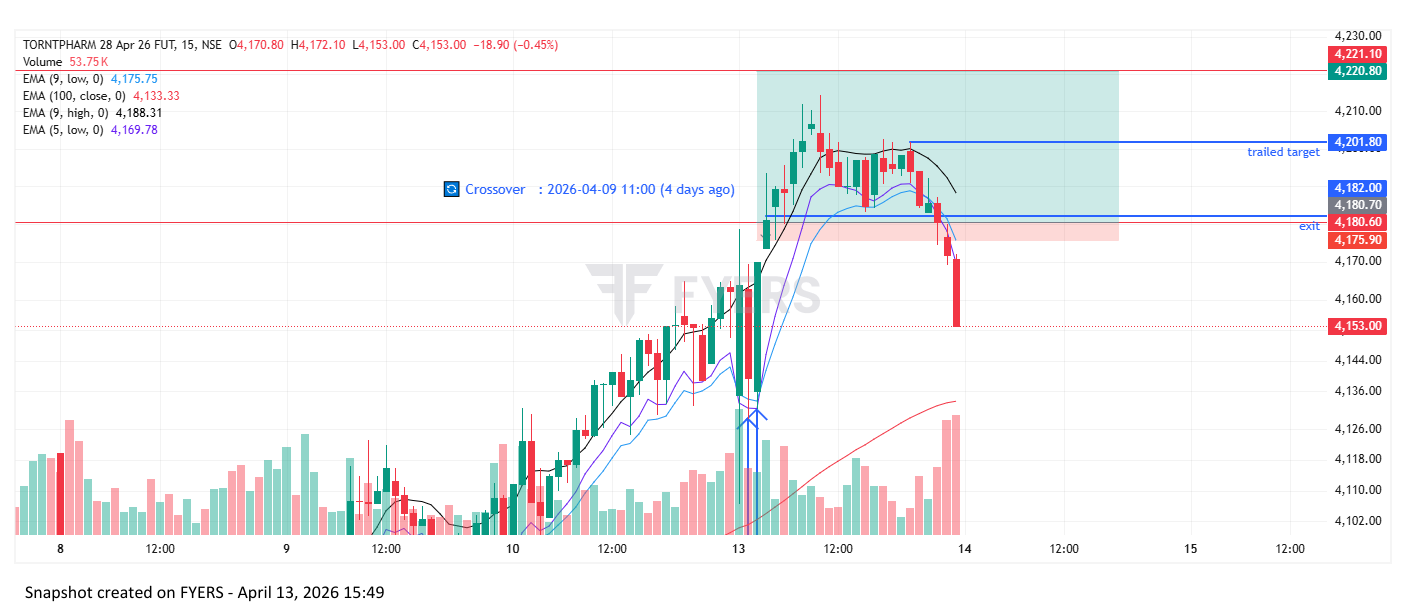 TORNTPHARM 28 Apr 26 FUT, 15, NSE O4,170.80 H4,172.10 L4,153.00 C4,153.00 −18.90 (−0.45%)
Volume 53.75K
EMA (9, low, 0) 4,175.75
EMA (100, close, 0) 4,133.33
EMA (9, high, 0) 4,188.31
EMA (5, low, 0) 4,169.78
4,230.00
4,221.10
4,220.80
4,210.00
4,201.80
trailed target
Crossover : 2026-04-09 11:00 (4 days ago)
4,182.00
4,180.70
4,180.60
exit
4,175.90
4,170.00
FYERS
4,160.00
4,153.00
4,144.00
4,136.00
4,126.00
4,118.00
4,110.00
4,102.00
8 12:00 9 12:00 10 12:00 13 12:00 14 12:00 15 12:00
Snapshot created on FYERS - April 13, 2026 15:49